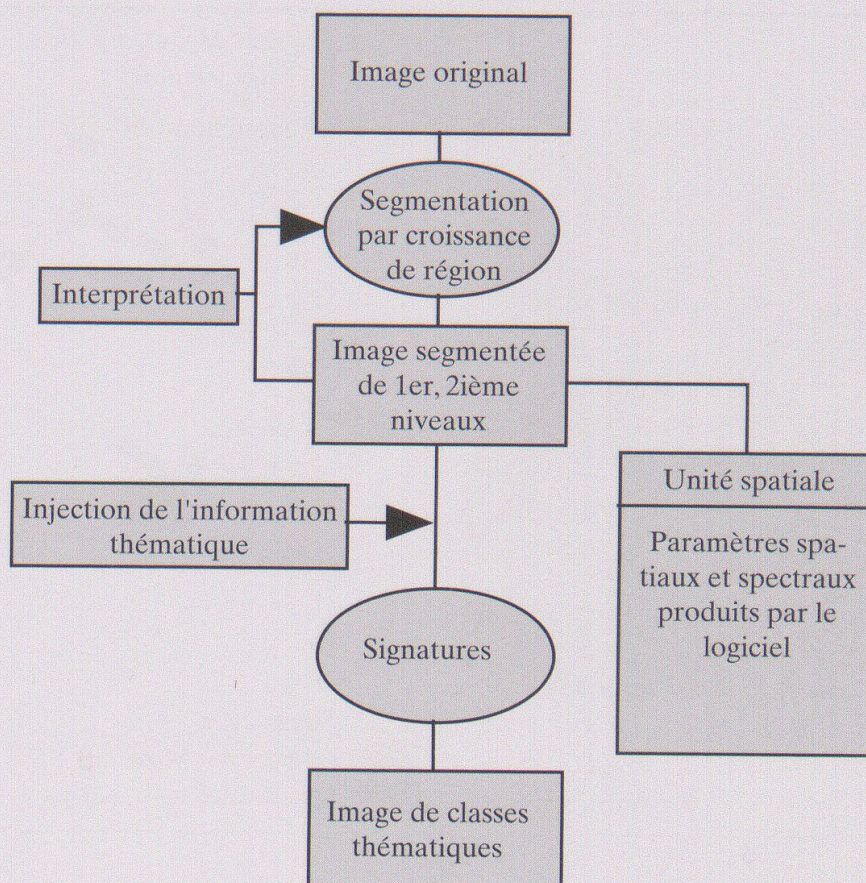 Image original
Segmentation
par croissance
de région
Interprétation
Image segmentée
de 1er, 2ième
niveaux
Unité spatiale
Paramètres spa-
tiaux et spectraux
produits par le
logiciel
Injection de l'information
thématique
Signatures
Image de classes
thématiques